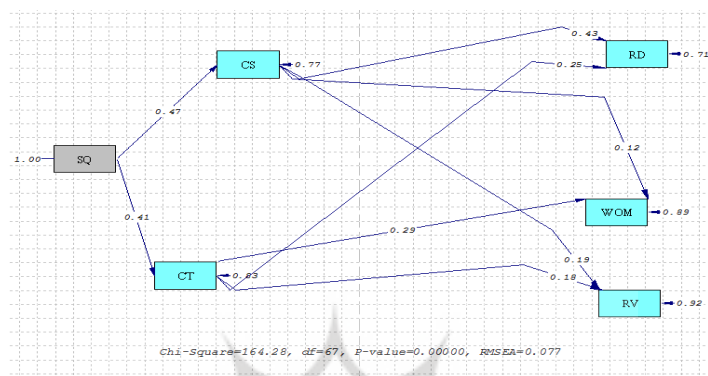 0.43
RD
0.71
CS
0.77
0.25
0.47
0.12
1.00
SQ
0.41
WOM
0.89
0.29
0.19
CT
0.83
0.18
RV
0.92
Chi-Square=164.28, df=67, P-value=0.00000, RMSEA=0.077